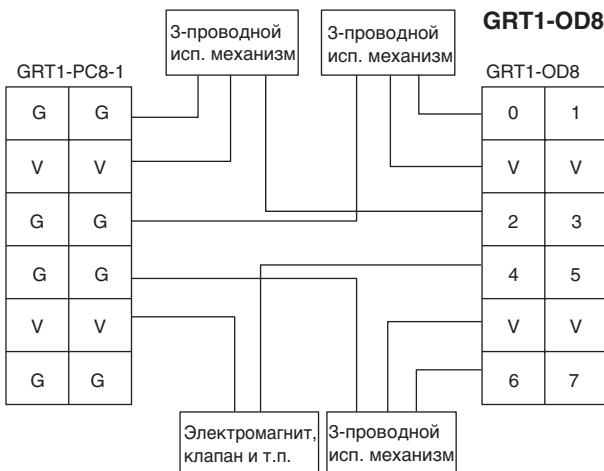 GRT1-OD8
3-проводной
исп. механизм
3-проводной
исп. механизм
GRT1-PC8-1
GRT1-OD8
G G
V V
G G
G G
V V
G G
0 1
V V
2 3
4 5
V V
6 7
Электромагнит,
клапан и т.п.
3-проводной
исп. механизм